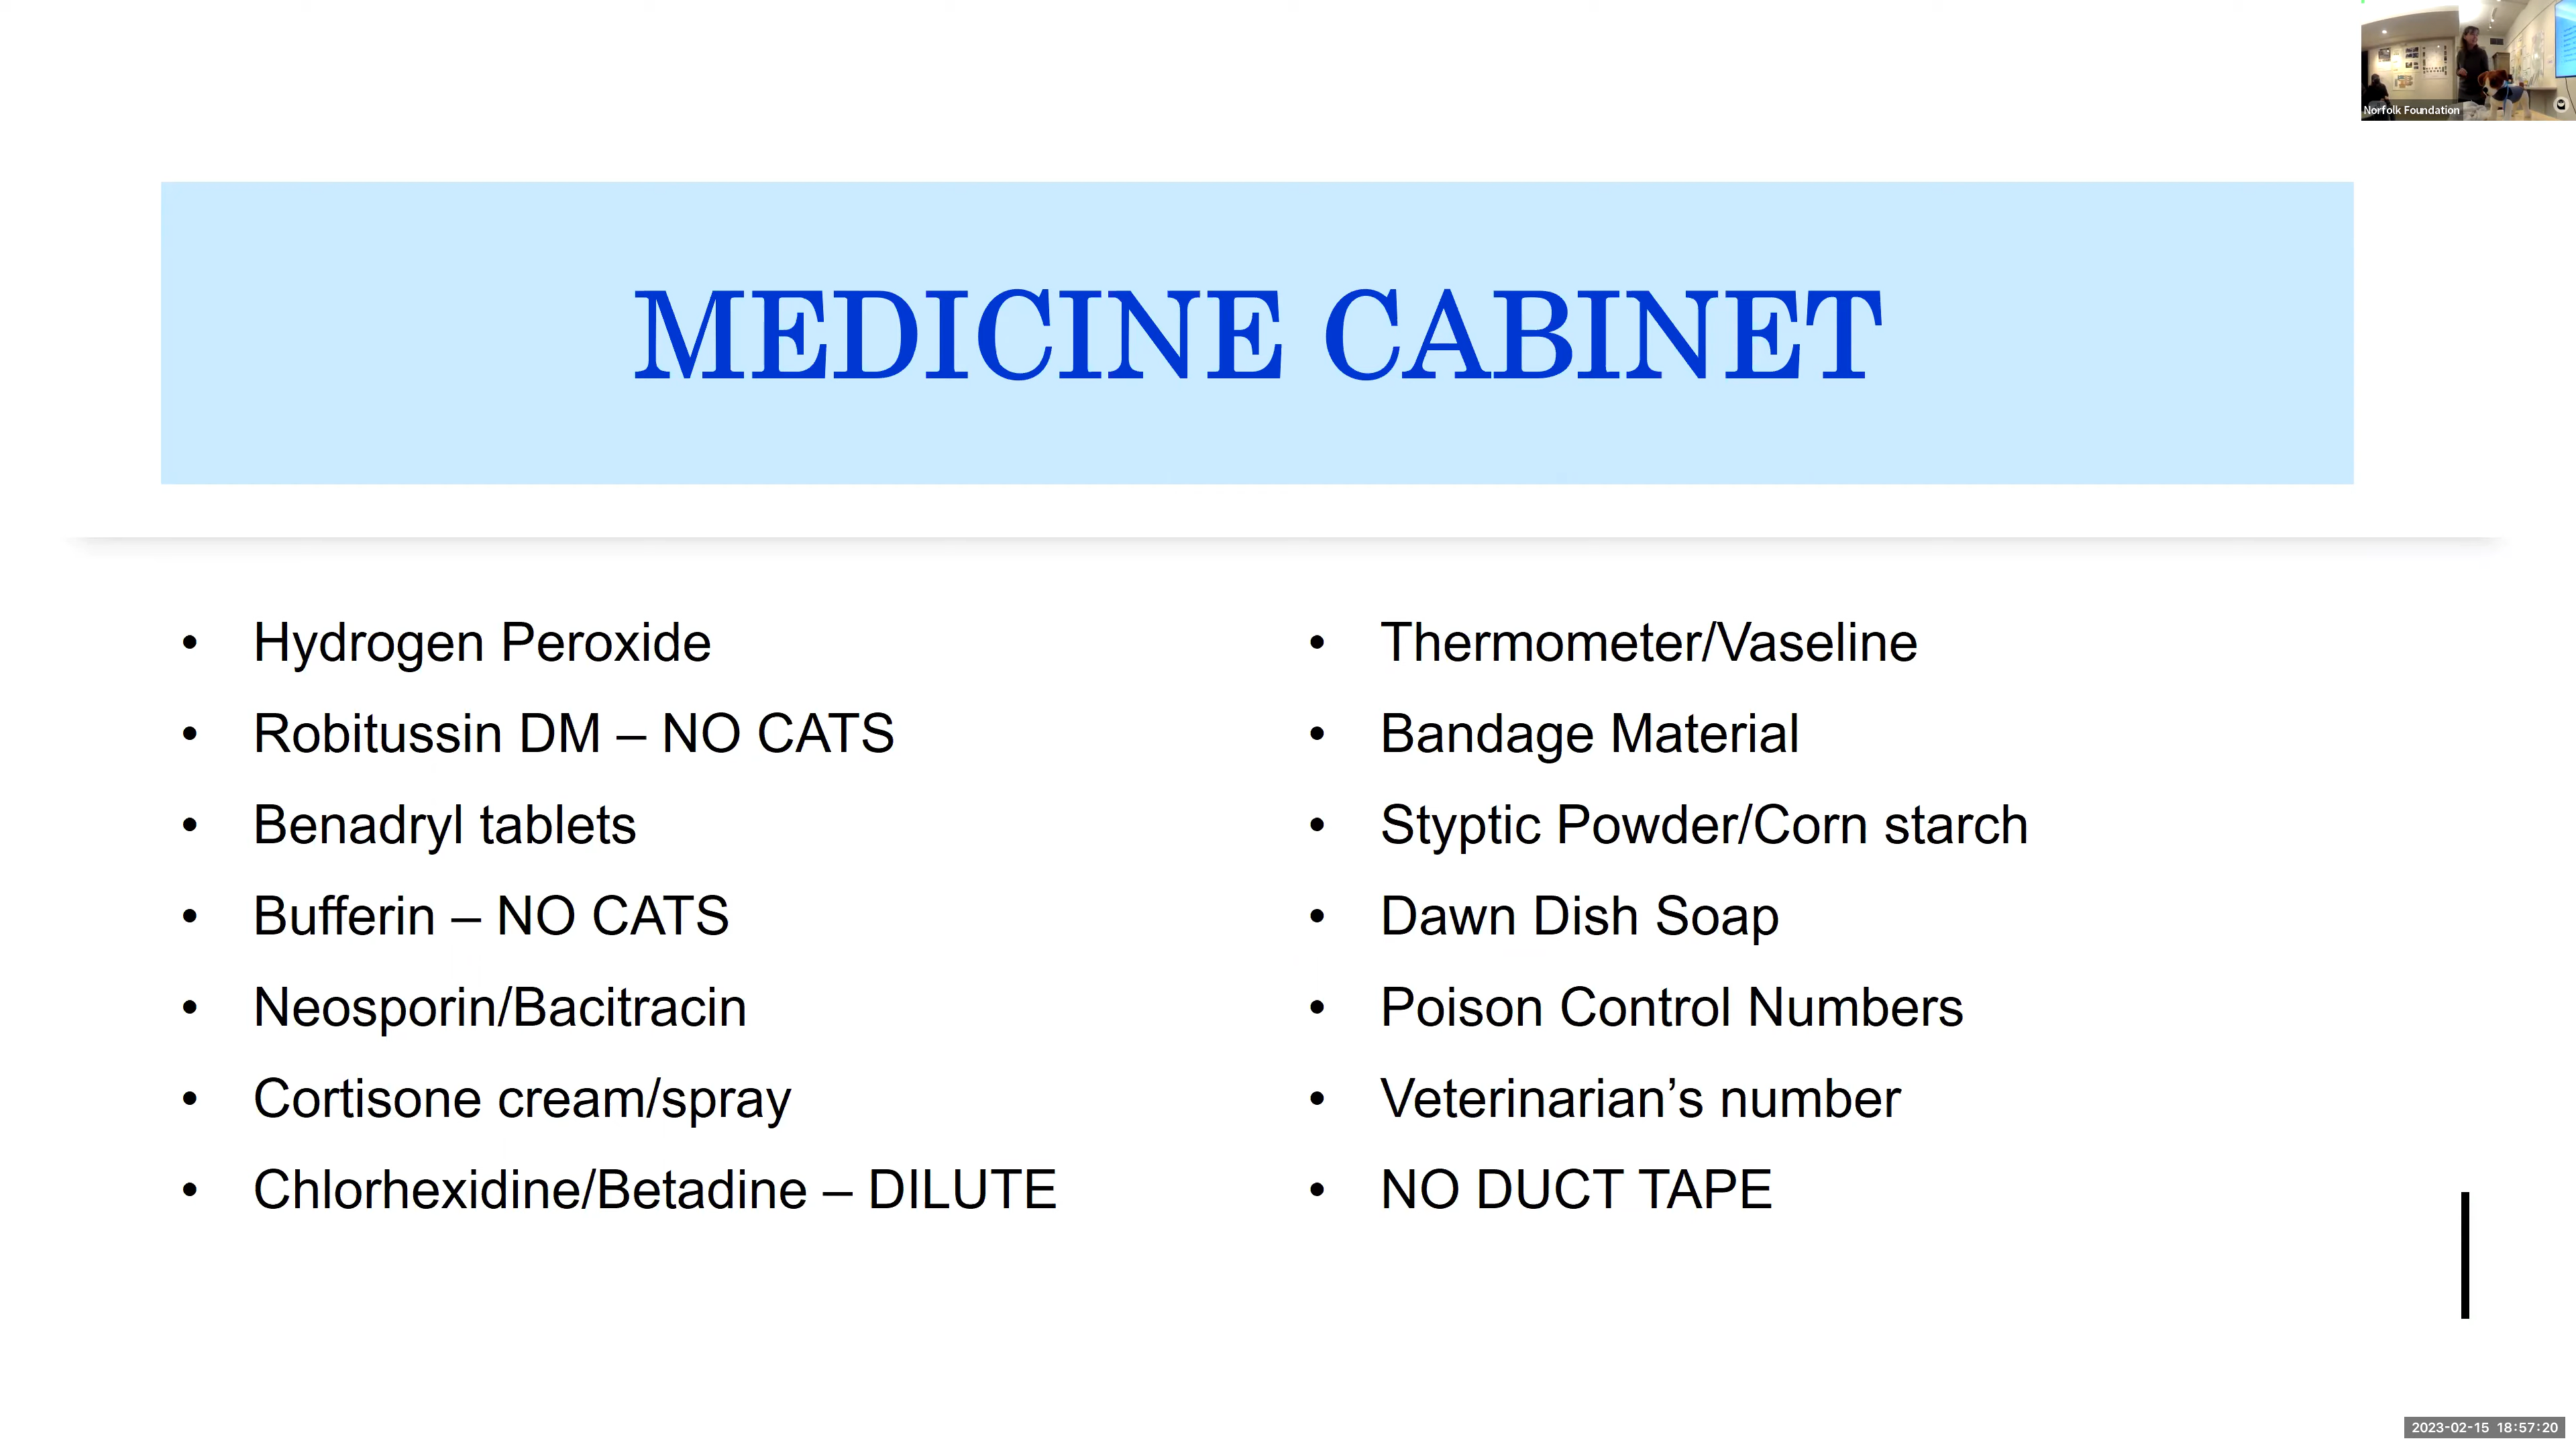 Norfolk Foundation
MEDICINE CABINET
• Hydrogen Peroxide
• Robitussin DM – NO CATS
• Benadryl tablets
• Bufferin – NO CATS
• Neosporin/Bacitracin
• Cortisone cream/spray
• Chlorhexidine/Betadine – DILUTE
• Thermometer/Vaseline
• Bandage Material
• Styptic Powder/Corn starch
• Dawn Dish Soap
• Poison Control Numbers
• Veterinarian’s number
• NO DUCT TAPE
2023-02-15 18:57:20